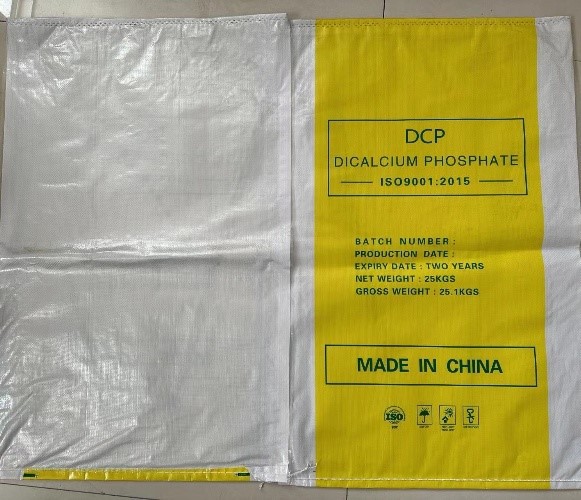 DCP
DICALCIUM PHOSPHATE
ISO9001:2015
BATCH NUMBER :
PRODUCTION DATE :
EXPIRY DATE : TWO YEARS
NET WEIGHT : 25KGS
GROSS WEIGHT : 25.1KGS
MADE IN CHINA
ISO